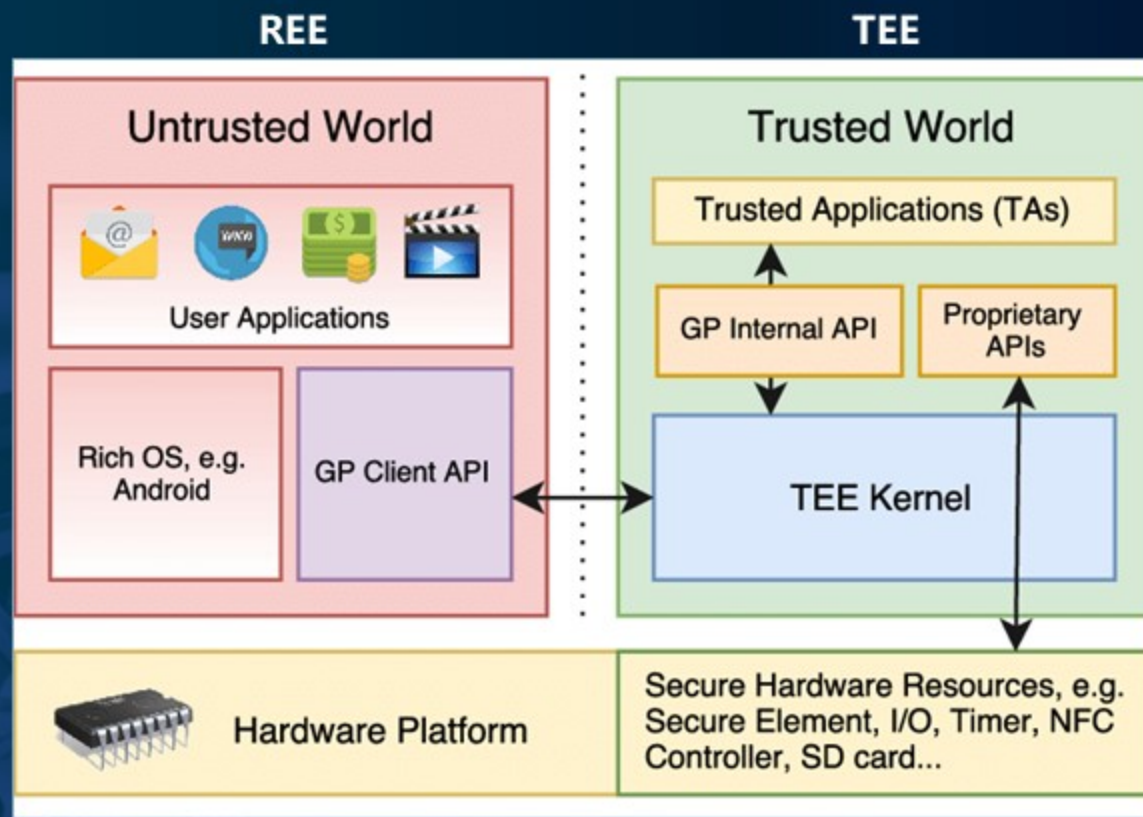 REE
TEE
Untrusted World
@
WWW
$
User Applications
Rich OS, e.g.
Android
GP Client API
Trusted World
Trusted Applications (TAs)
GP Internal API
Proprietary
APIs
TEE Kernel
Hardware Platform
Secure Hardware Resources, e.g.
Secure Element, I/O, Timer, NFC
Controller, SD card...